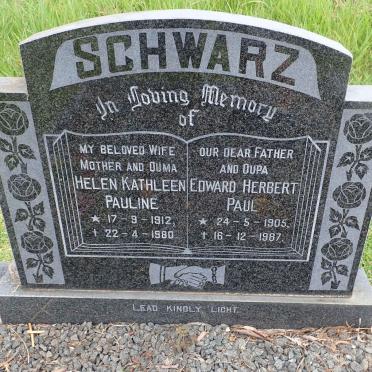 SCHWARZ
In Loving Memory
of
MY BELOVED WIFE
MOTHER AND OUMA
HELEN KATHLEEN
PAULINE
★ 17-9-1912.
✝ 22-4-1980.
OUR DEAR FATHER
AND OUPA
EDWARD HERBERT
PAUL
★ 24-5-1905.
✝ 16-12-1987.
LEAD KINDLY LIGHT.